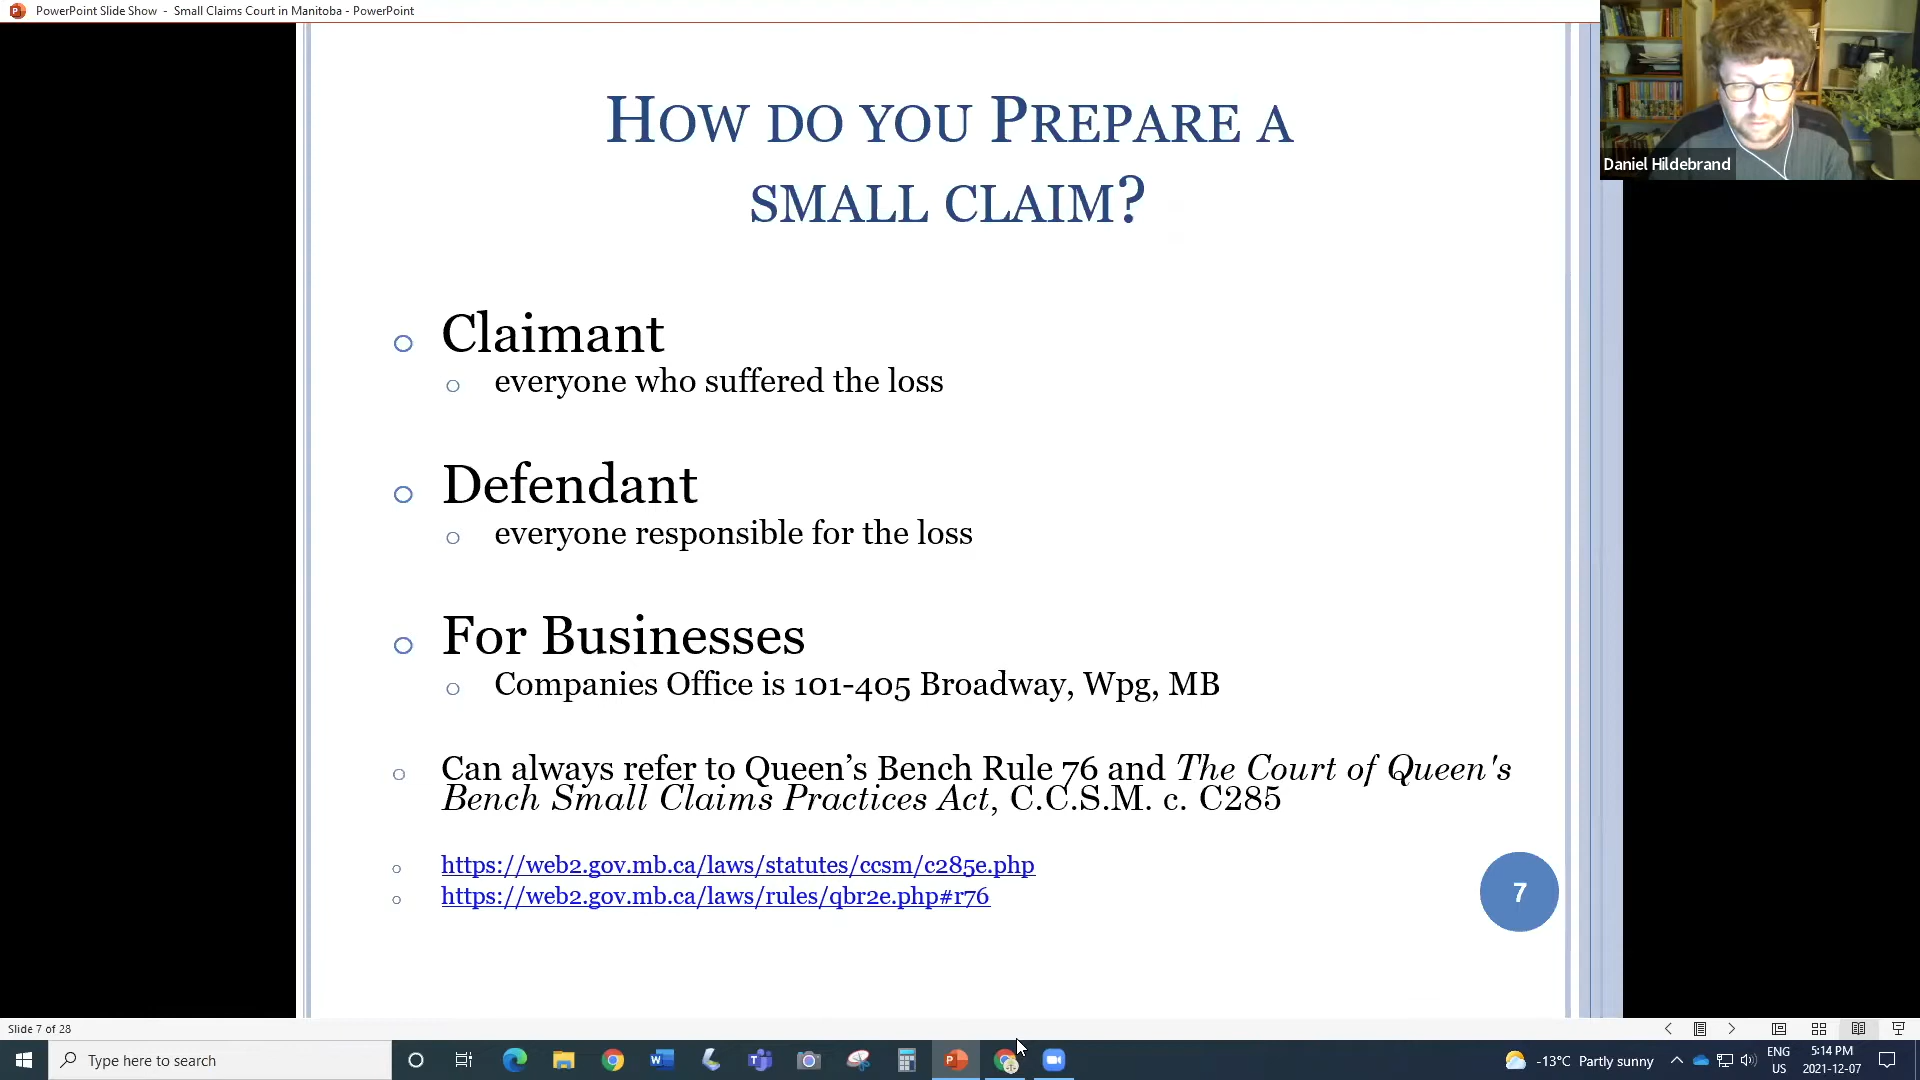 PowerPoint Slide Show - Small Claims Court in Manitoba - PowerPoint
Daniel Hildebrand
HOW DO YOU PREPARE A
SMALL CLAIM?
Claimant
everyone who suffered the loss
Defendant
everyone responsible for the loss
For Businesses
Companies Office is 101-405 Broadway, Wpg, MB
Can always refer to Queen's Bench Rule 76 and The Court of Queen's
Bench Small Claims Practices Act, C.C.S.M. c. C285
https://web2.gov.mb.ca/laws/statutes/ccsm/c285e.php
https://web2.gov.mb.ca/laws/rules/qbr2e.php#r76
7
Slide 7 of 28
Type here to search
-13°C Partly sunny
ENG
US
5:14 PM
2021-12-07